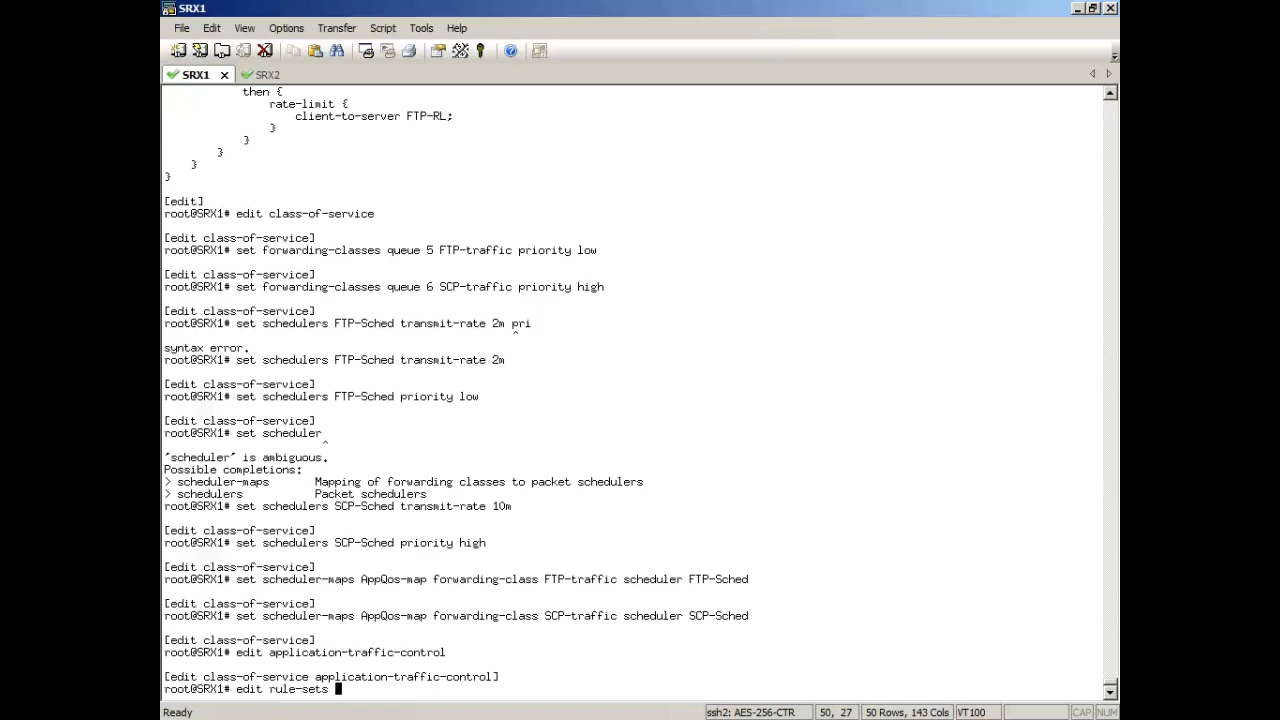 SRX1
File Edit View Options Transfer Script Tools Help
SRX1 SRX2
then {
rate-limit {
client-to-server FTP-RL;
}
}
}
}
}
[edit]
root@SRX1# edit class-of-service
[edit class-of-service]
root@SRX1# set forwarding-classes queue 5 FTP-traffic priority low
[edit class-of-service]
root@SRX1# set forwarding-classes queue 6 SCP-traffic priority high
[edit class-of-service]
root@SRX1# set schedulers FTP-Sched transmit-rate 2m pri
^
syntax error.
root@SRX1# set schedulers FTP-Sched transmit-rate 2m
[edit class-of-service]
root@SRX1# set schedulers FTP-Sched priority low
[edit class-of-service]
root@SRX1# set scheduler
^
'scheduler' is ambiguous.
Possible completions:
> scheduler-maps Mapping of forwarding classes to packet schedulers
> schedulers Packet schedulers
root@SRX1# set schedulers SCP-Sched transmit-rate 10m
[edit class-of-service]
root@SRX1# set schedulers SCP-Sched priority high
[edit class-of-service]
root@SRX1# set scheduler-maps AppQos-map forwarding-class FTP-traffic scheduler FTP-Sched
[edit class-of-service]
root@SRX1# set scheduler-maps AppQos-map forwarding-class SCP-traffic scheduler SCP-Sched
[edit class-of-service]
root@SRX1# edit application-traffic-control
[edit class-of-service application-traffic-control]
root@SRX1# edit rule-sets
Ready ssh2: AES-256-CTR 50, 27 50 Rows, 143 Cols VT100 CAP NUM